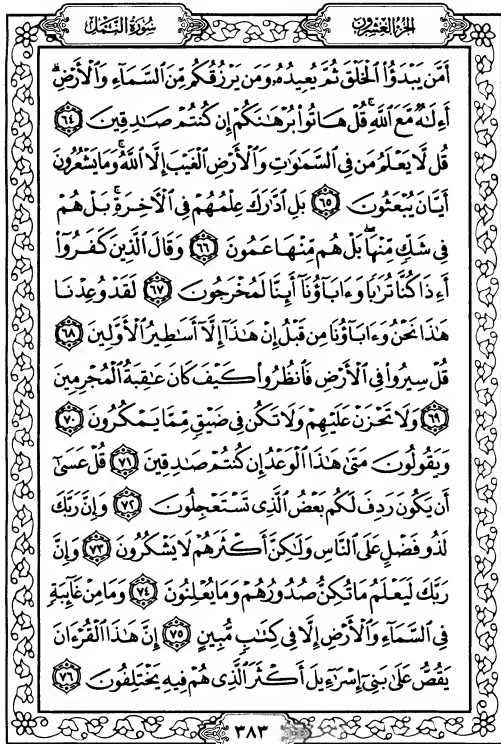 الجزء العشرون
سورة النمل
أَمَّن يَبْدَؤُا۟ ٱلْخَلْقَ ثُمَّ يُعِيدُهُۥ وَمَن يَرْزُقُكُم مِّنَ ٱلسَّمَآءِ وَٱلْأَرْضِ ۗ
أَءِلَـٰهٌ مَّعَ ٱللَّهِ ۚ قُلْ هَاتُوا۟ بُرْهَـٰنَكُمْ إِن كُنتُمْ صَـٰدِقِينَ ٦٤
قُل لَّا يَعْلَمُ مَن فِى ٱلسَّمَـٰوَٰتِ وَٱلْأَرْضِ ٱلْغَيْبَ إِلَّا ٱللَّهُ ۚ وَمَا يَشْعُرُونَ
أَيَّانَ يُبْعَثُونَ ٦٥ بَلِ ٱدَّٰرَكَ عِلْمُهُمْ فِى ٱلْـَٔاخِرَةِ ۚ بَلْ هُمْ
فِى شَكٍّ مِّنْهَا ۖ بَلْ هُم مِّنْهَا عَمُونَ ٦٦ وَقَالَ ٱلَّذِينَ كَفَرُوٓا۟
أَءِذَا كُنَّا تُرَٰبًا وَءَابَآؤُنَآ أَئِنَّا لَمُخْرَجُونَ ٦٧ لَقَدْ وُعِدْنَا
هَـٰذَا نَحْنُ وَءَابَآؤُنَا مِن قَبْلُ إِنْ هَـٰذَآ إِلَّآ أَسَـٰطِيرُ ٱلْأَوَّلِينَ ٦٨
قُلْ سِيرُوا۟ فِى ٱلْأَرْضِ فَٱنظُرُوا۟ كَيْفَ كَانَ عَـٰقِبَةُ ٱلْمُجْرِمِينَ
٦٩ وَلَا تَحْزَنْ عَلَيْهِمْ وَلَا تَكُن فِى ضَيْقٍ مِّمَّا يَمْكُرُونَ ٧٠
وَيَقُولُونَ مَتَىٰ هَـٰذَا ٱلْوَعْدُ إِن كُنتُمْ صَـٰدِقِينَ ٧١ قُلْ عَسَىٰٓ
أَن يَكُونَ رَدِفَ لَكُم بَعْضُ ٱلَّذِى تَسْتَعْجِلُونَ ٧٢ وَإِنَّ رَبَّكَ
لَذُو فَضْلٍ عَلَى ٱلنَّاسِ وَلَـٰكِنَّ أَكْثَرَهُمْ لَا يَشْكُرُونَ ٧٣ وَإِنَّ
رَبَّكَ لَيَعْلَمُ مَا تُكِنُّ صُدُورُهُمْ وَمَا يُعْلِنُونَ ٧٤ وَمَا مِنْ غَآئِبَةٍ
فِى ٱلسَّمَآءِ وَٱلْأَرْضِ إِلَّا فِى كِتَـٰبٍ مُّبِينٍ ٧٥ إِنَّ هَـٰذَا ٱلْقُرْءَانَ
يَقُصُّ عَلَىٰ بَنِىٓ إِسْرَٰٓءِيلَ أَكْثَرَ ٱلَّذِى هُمْ فِيهِ يَخْتَلِفُونَ ٧٦
٣٨٣